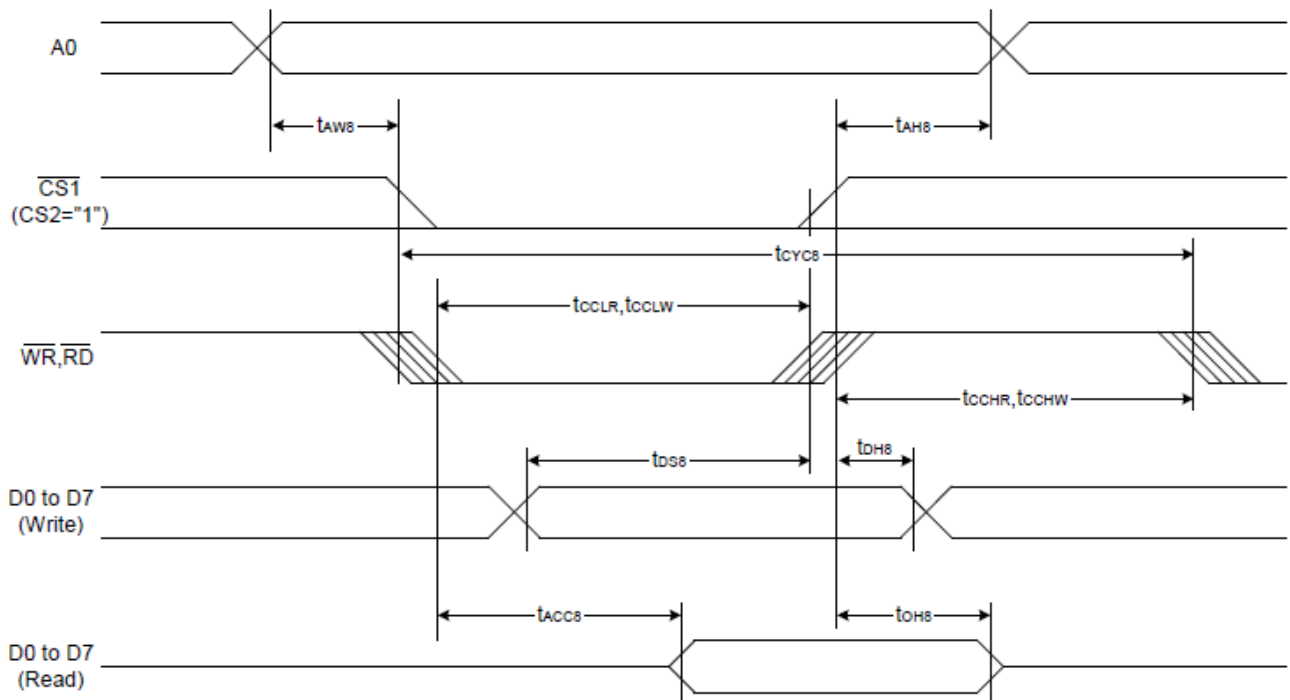 A0
tAW8
tAH8
CS1
(CS2="1")
tCYC8
tCCLR,tCCLW
WR,RD
tCCHR,tCCHW
tDS8
tDH8
D0 to D7
(Write)
tACC8
tOH8
D0 to D7
(Read)